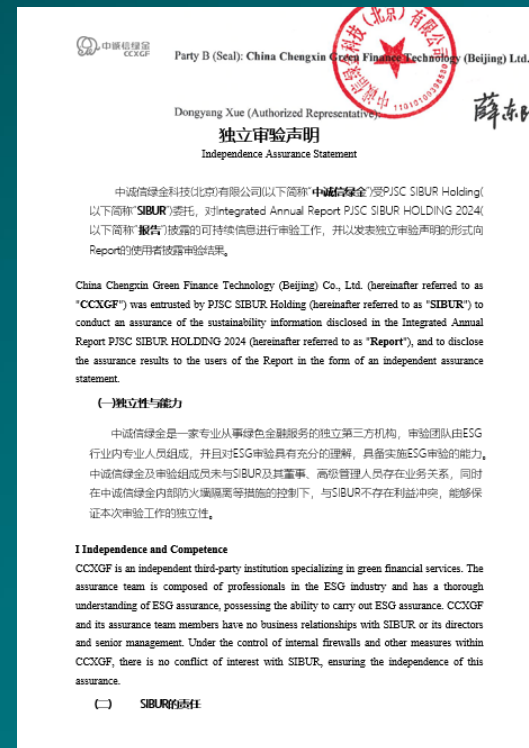 中诚信绿金
CCXGF
Party B (Seal): China Chengxin Green Finance Technology (Beijing) Ltd.
Dongyang Xue (Authorized Representative):
独立审验声明
Independence Assurance Statement
中诚信绿金科技(北京)有限公司(以下简称"中诚信绿金")受PJSC SIBUR Holding(
以下简称"SIBUR")委托，对Integrated Annual Report PJSC SIBUR HOLDING 2024(
以下简称"报告")披露的可持续信息进行审验工作，并以发表独立审验声明的形式向
Report的使用者披露审验结果。
China Chengxin Green Finance Technology (Beijing) Co., Ltd. (hereinafter referred to as
"CCXGF") was entrusted by PJSC SIBUR Holding (hereinafter referred to as "SIBUR") to
conduct an assurance of the sustainability information disclosed in the Integrated Annual
Report PJSC SIBUR HOLDING 2024 (hereinafter referred to as "Report"), and to disclose
the assurance results to the users of the Report in the form of an independent assurance
statement.
(一)独立性与能力
中诚信绿金是一家专业从事绿色金融服务的独立第三方机构，审验团队由ESG
行业内专业人员组成，并且对ESG审验具有充分的理解，具备实施ESG审验的能力。
中诚信绿金及审验组成员未与SIBUR及其董事、高级管理人员存在业务关系，同时
在中诚信绿金内部防火墙隔离等措施的控制下，与SIBUR不存在利益冲突，能够保
证本次审验工作的独立性。
I Independence and Competence
CCXGF is an independent third-party institution specializing in green financial services. The
assurance team is composed of professionals in the ESG industry and has a thorough
understanding of ESG assurance, possessing the ability to carry out ESG assurance. CCXGF
and its assurance team members have no business relationships with SIBUR or its directors
and senior management. Under the control of internal firewalls and other measures within
CCXGF, there is no conflict of interest with SIBUR, ensuring the independence of this
assurance.
(二) SIBUR的责任